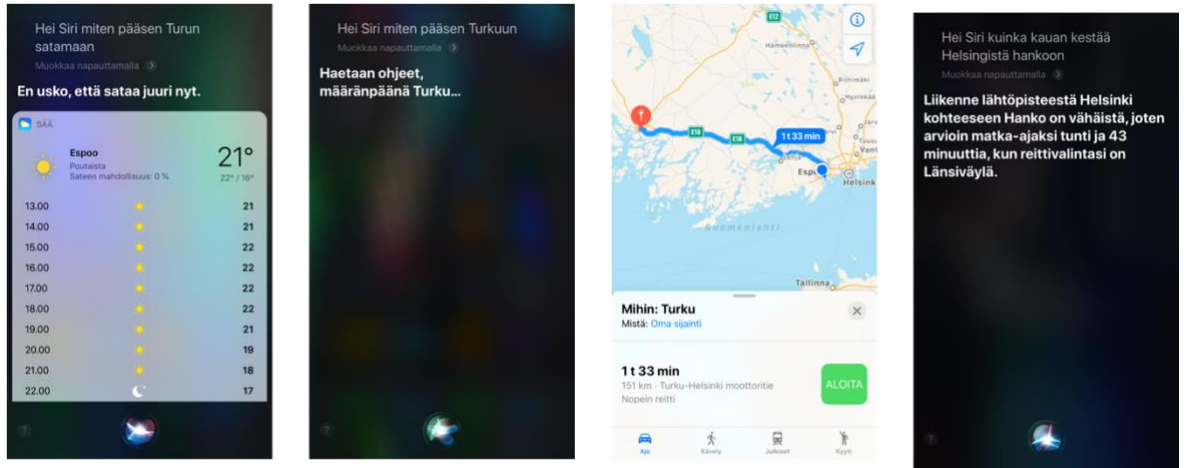 Hei Siri miten pääsen Turun
satamaan
Muokkaa napauttamalla
En usko, että sataa juuri nyt.
SÄÄ
Espoo
Poutaista
Sateen mahdollisuus: 0 %
21°
22° / 16°
13.00 21
14.00 21
15.00 22
16.00 22
17.00 22
18.00 22
19.00 21
20.00 19
21.00 18
22.00 17
?
Hei Siri miten pääsen Turkuun
Muokkaa napauttamalla
Haetaan ohjeet,
määränpäänä Turku...
?
E12
Hämeenlinna
Riihimäki
Hyvinkää
E18 E18
1 t 33 min
Helsink
Suomenlahti
Tallinna
Mihin: Turku
Mistä: Oma sijainti
1 t 33 min
151 km · Turku-Helsinki moottoritie
Nopein reitti
ALOITA
Ajo Kävely Julkiset Kyyti
Hei Siri kuinka kauan kestää
Helsingistä hankoon
Muokkaa napauttamalla
Liikenne lähtöpisteestä Helsinki
kohteeseen Hanko on vähäistä, joten
arvioin matka-ajaksi tunti ja 43
minuuttia, kun reittivalintasi on
Länsiväylä.
?